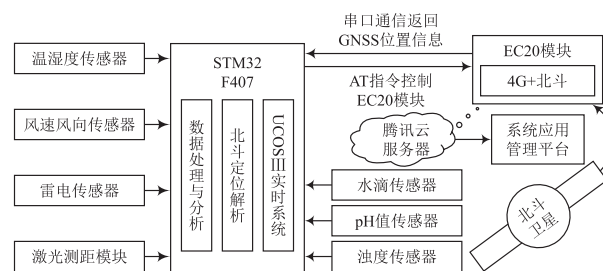 串口通信返回
GNSS位置信息
温湿度传感器
STM32
F407
EC20模块
4G+北斗
AT指令控制
EC20模块
风速风向传感器
数据处理与分析
北斗定位解析
UCOSⅢ实时系统
腾讯云
服务器
系统应用
管理平台
雷电传感器
水滴传感器
pH值传感器
北斗
卫星
激光测距模块
浊度传感器